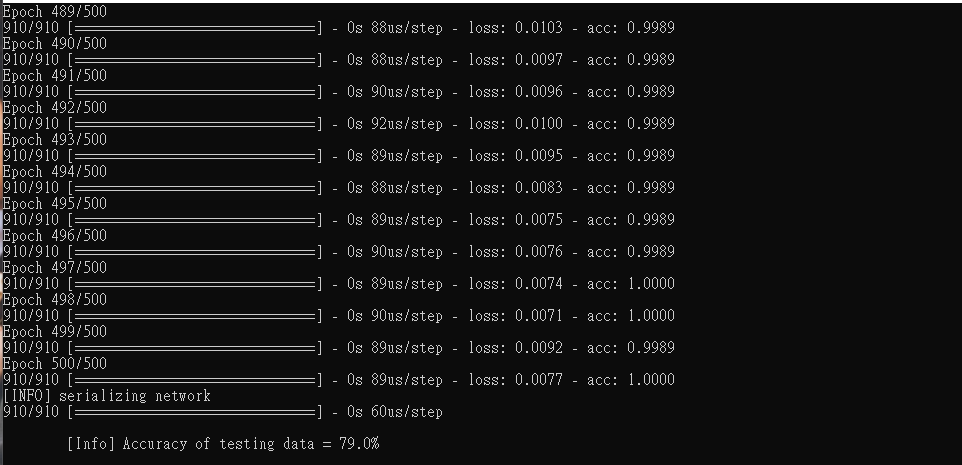 Epoch 489/500
910/910 [==============================] - 0s 88us/step - loss: 0.0103 - acc: 0.9989
Epoch 490/500
910/910 [==============================] - 0s 88us/step - loss: 0.0097 - acc: 0.9989
Epoch 491/500
910/910 [==============================] - 0s 90us/step - loss: 0.0096 - acc: 0.9989
Epoch 492/500
910/910 [==============================] - 0s 92us/step - loss: 0.0100 - acc: 0.9989
Epoch 493/500
910/910 [==============================] - 0s 89us/step - loss: 0.0095 - acc: 0.9989
Epoch 494/500
910/910 [==============================] - 0s 88us/step - loss: 0.0083 - acc: 0.9989
Epoch 495/500
910/910 [==============================] - 0s 89us/step - loss: 0.0075 - acc: 0.9989
Epoch 496/500
910/910 [==============================] - 0s 90us/step - loss: 0.0076 - acc: 0.9989
Epoch 497/500
910/910 [==============================] - 0s 89us/step - loss: 0.0074 - acc: 1.0000
Epoch 498/500
910/910 [==============================] - 0s 90us/step - loss: 0.0071 - acc: 1.0000
Epoch 499/500
910/910 [==============================] - 0s 89us/step - loss: 0.0092 - acc: 0.9989
Epoch 500/500
910/910 [==============================] - 0s 89us/step - loss: 0.0077 - acc: 1.0000
[INFO] serializing network
910/910 [==============================] - 0s 60us/step
[Info] Accuracy of testing data = 79.0%